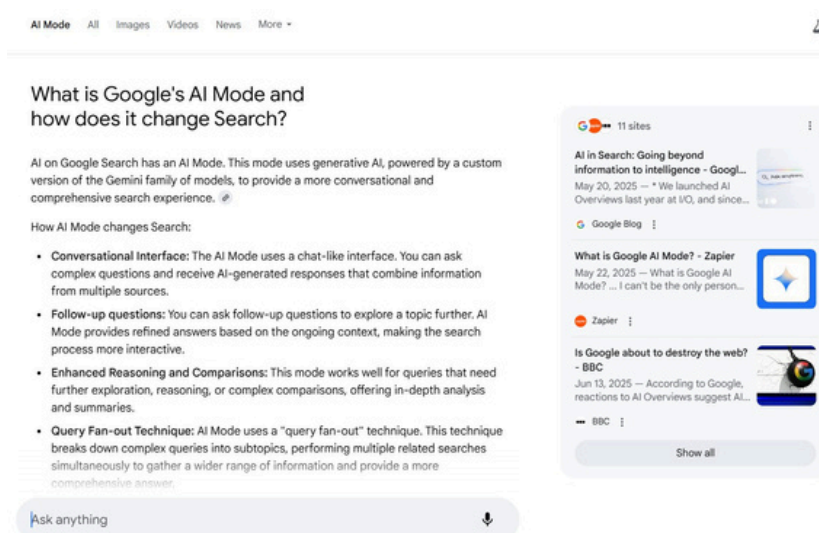 AI Mode All Images Videos News More
What is Google's AI Mode and
how does it change Search?
AI on Google Search has an AI Mode. This mode uses generative AI, powered by a custom
version of the Gemini family of models, to provide a more conversational and
comprehensive search experience.
How AI Mode changes Search:
• Conversational Interface: The AI Mode uses a chat-like interface. You can ask
complex questions and receive AI-generated responses that combine information
from multiple sources.
• Follow-up questions: You can ask follow-up questions to explore a topic further. AI
Mode provides refined answers based on the ongoing context, making the search
process more interactive.
• Enhanced Reasoning and Comparisons: This mode works well for queries that need
further exploration, reasoning, or complex comparisons, offering in-depth analysis
and summaries.
• Query Fan-out Technique: AI Mode uses a "query fan-out" technique. This technique
breaks down complex queries into subtopics, performing multiple related searches
simultaneously to gather a wider range of information and provide a more
comprehensive answer.
Ask anything
11 sites
AI in Search: Going beyond
information to intelligence - Googl...
May 20, 2025 — * We launched AI
Overviews last year at I/O, and since...
Ask anything
Google Blog
What is Google AI Mode? - Zapier
May 22, 2025 — What is Google AI
Mode? ... I can't be the only person...
Zapier
Is Google about to destroy the web?
- BBC
Jun 13, 2025 — According to Google,
reactions to AI Overviews suggest AI...
BBC
Show all